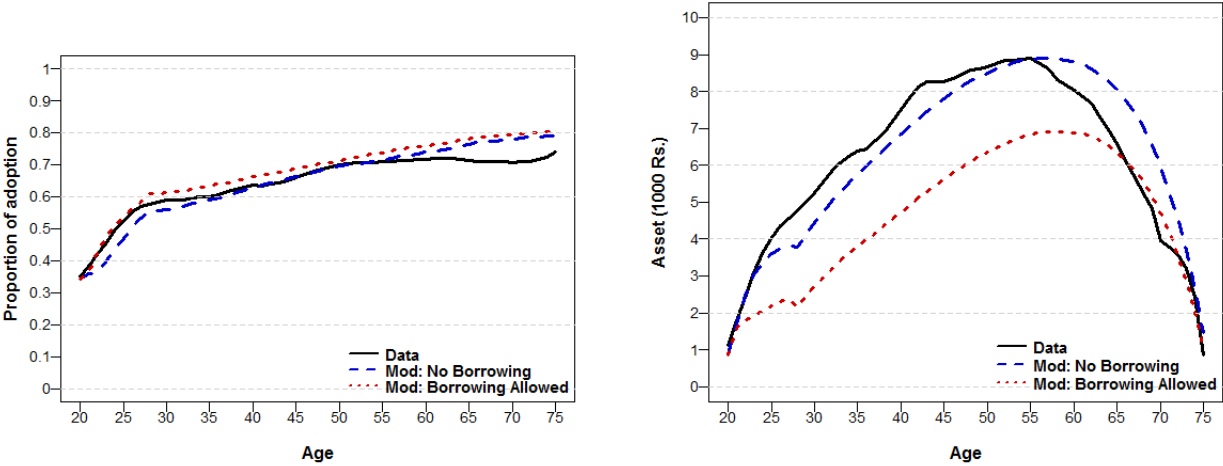 Proportion of adoption
1
0.9
0.8
0.7
0.6
0.5
0.4
0.3
0.2
0.1
0
Data
Mod: No Borrowing
Mod: Borrowing Allowed
20 25 30 35 40 45 50 55 60 65 70 75
Age
Asset (1000 Rs.)
10
9
8
7
6
5
4
3
2
1
0
Data
Mod: No Borrowing
Mod: Borrowing Allowed
20 25 30 35 40 45 50 55 60 65 70 75
Age